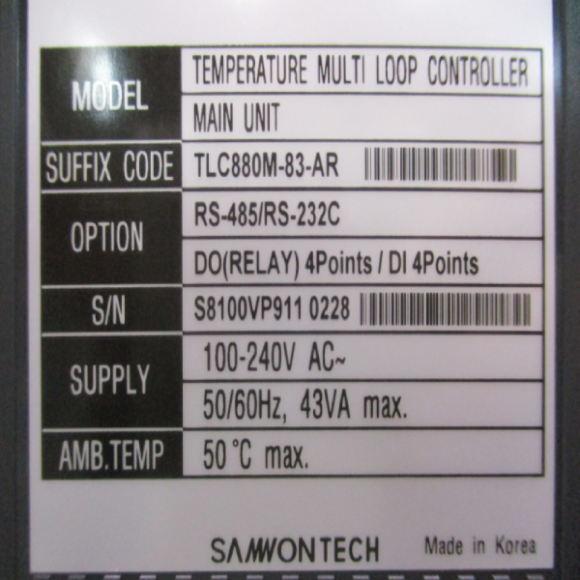 MODEL
TEMPERATURE MULTI LOOP CONTROLLER
MAIN UNIT
SUFFIX CODE TLC880M-83-AR
OPTION
RS-485/RS-232C
DO(RELAY) 4Points / DI 4Points
S/N S8100VP911 0228
SUPPLY
100-240V AC~
50/60Hz, 43VA max.
AMB.TEMP 50 °C max.
SAMWONTECH Made in Korea